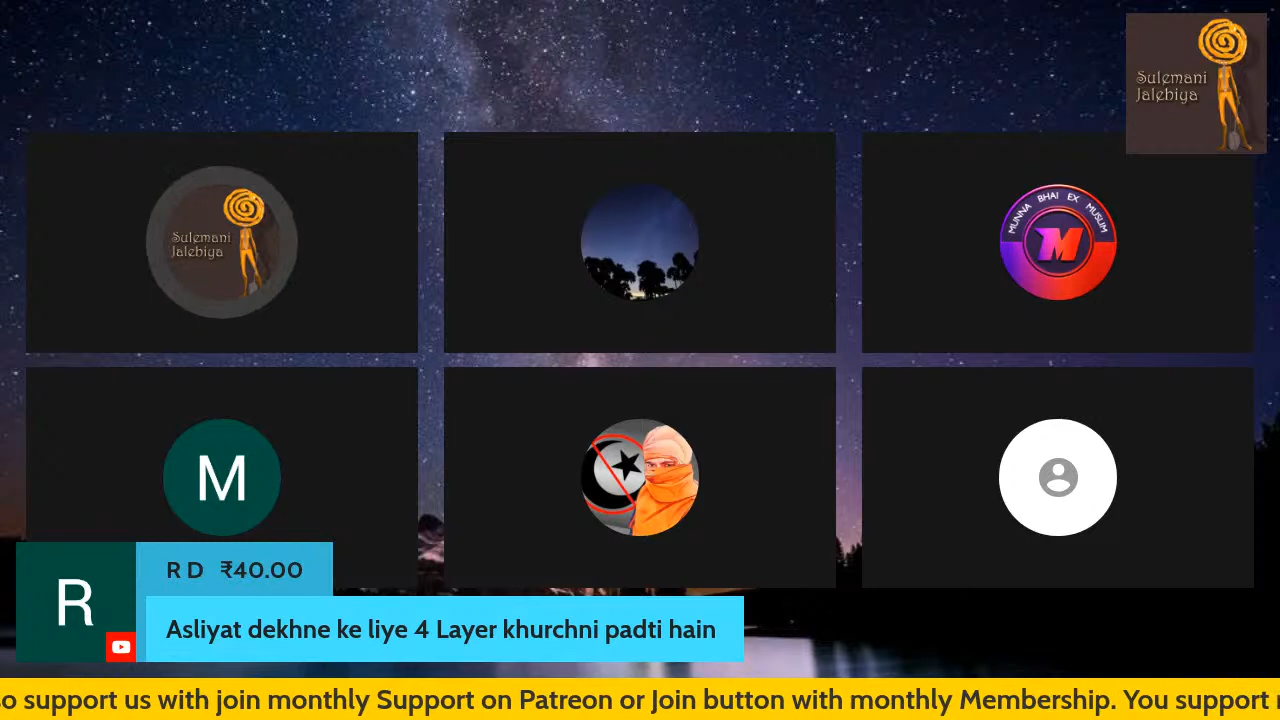 Sulemani
Jalebiya
Sulemani
Jalebiya
MUNNA BHAI EX MUSLIM
M
M
R
R D ₹40.00
Asliyat dekhne ke liye 4 Layer khurchni padti hain
so support us with join monthly Support on Patreon or Join button with monthly Membership. You support